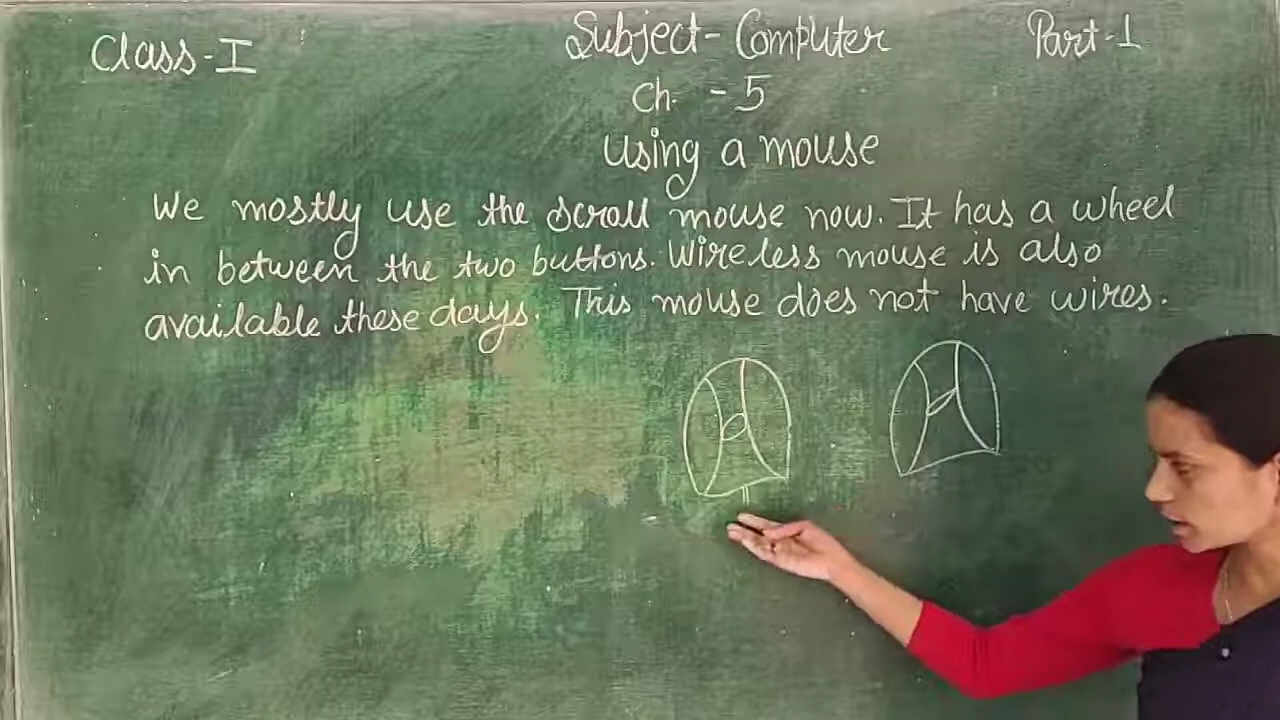 Class-I Subject-Computer Part-1
Ch. -5
Using a mouse
We mostly use the scroll mouse now. It has a wheel
in between the two buttons. Wireless mouse is also
available these days. This mouse does not have wires.